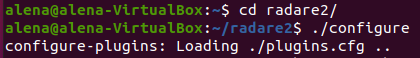 alena@alena-VirtualBox:~$ cd radare2/
alena@alena-VirtualBox:~/radare2$ ./configure
configure-plugins: Loading ./plugins.cfg ..